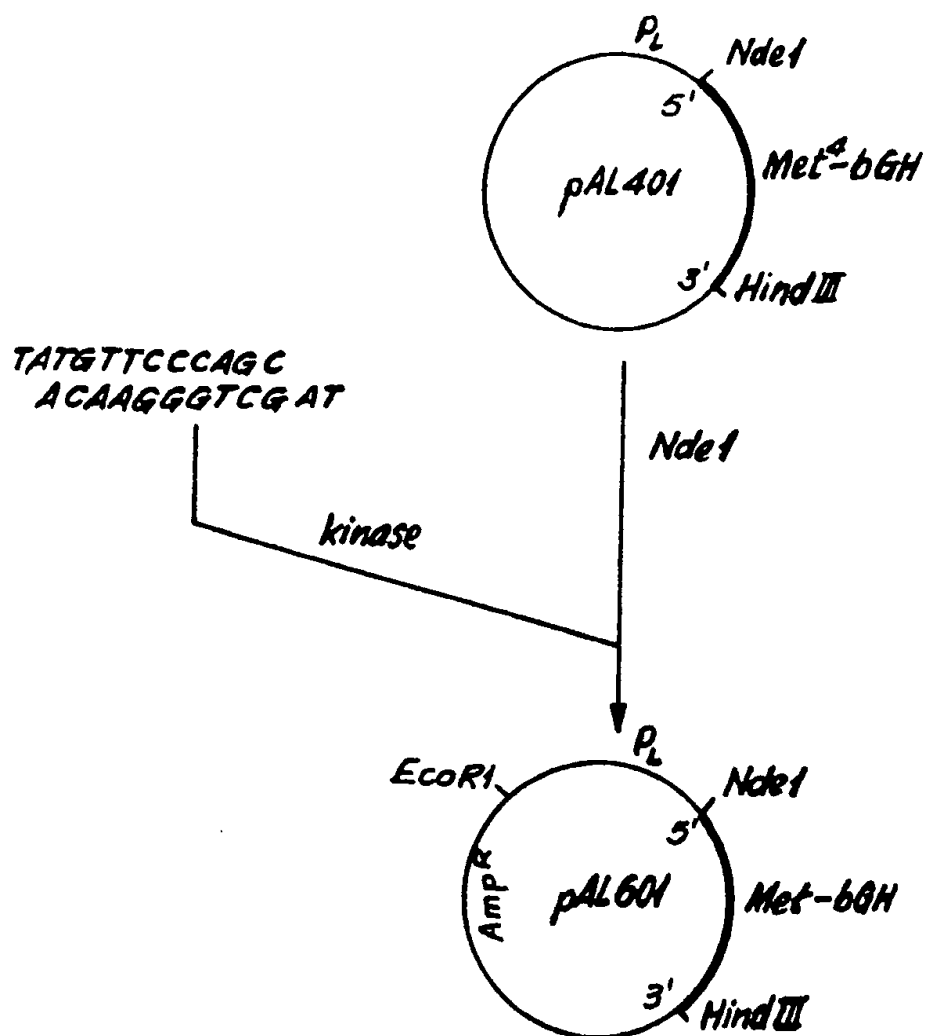 PL
Nde1
5'
Met4-bGH
pAL401
3'
HindIII
TATGTTCCCAGC
ACAAGGGTCGAT
Nde1
kinase
PL
EcoR1
Nde1
5'
AmpR
pAL601
Met-bGH
3'
HindIII